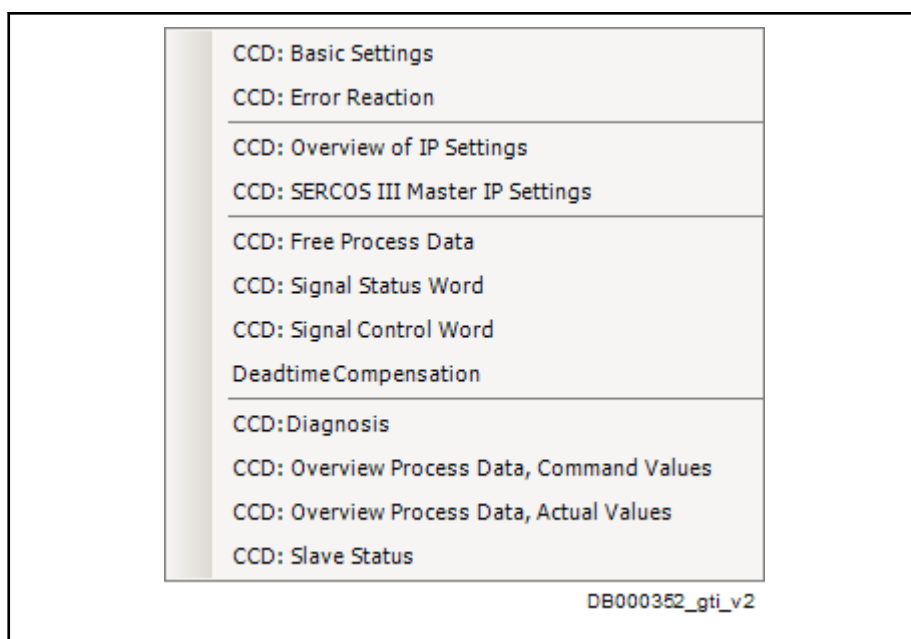 CCD: Basic Settings
CCD: Error Reaction
CCD: Overview of IP Settings
CCD: SERCOS III Master IP Settings
CCD: Free Process Data
CCD: Signal Status Word
CCD: Signal Control Word
Deadtime Compensation
CCD: Diagnosis
CCD: Overview Process Data, Command Values
CCD: Overview Process Data, Actual Values
CCD: Slave Status
DB000352_gti_v2